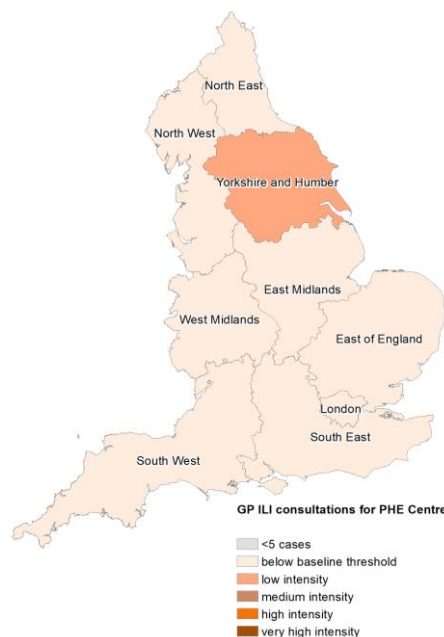 North East
North West
Yorkshire and Humber
East Midlands
West Midlands
East of England
London
South East
South West
GP ILI consultations for PHE Centre
<5 cases
below baseline threshold
low intensity
medium intensity
high intensity
very high intensity